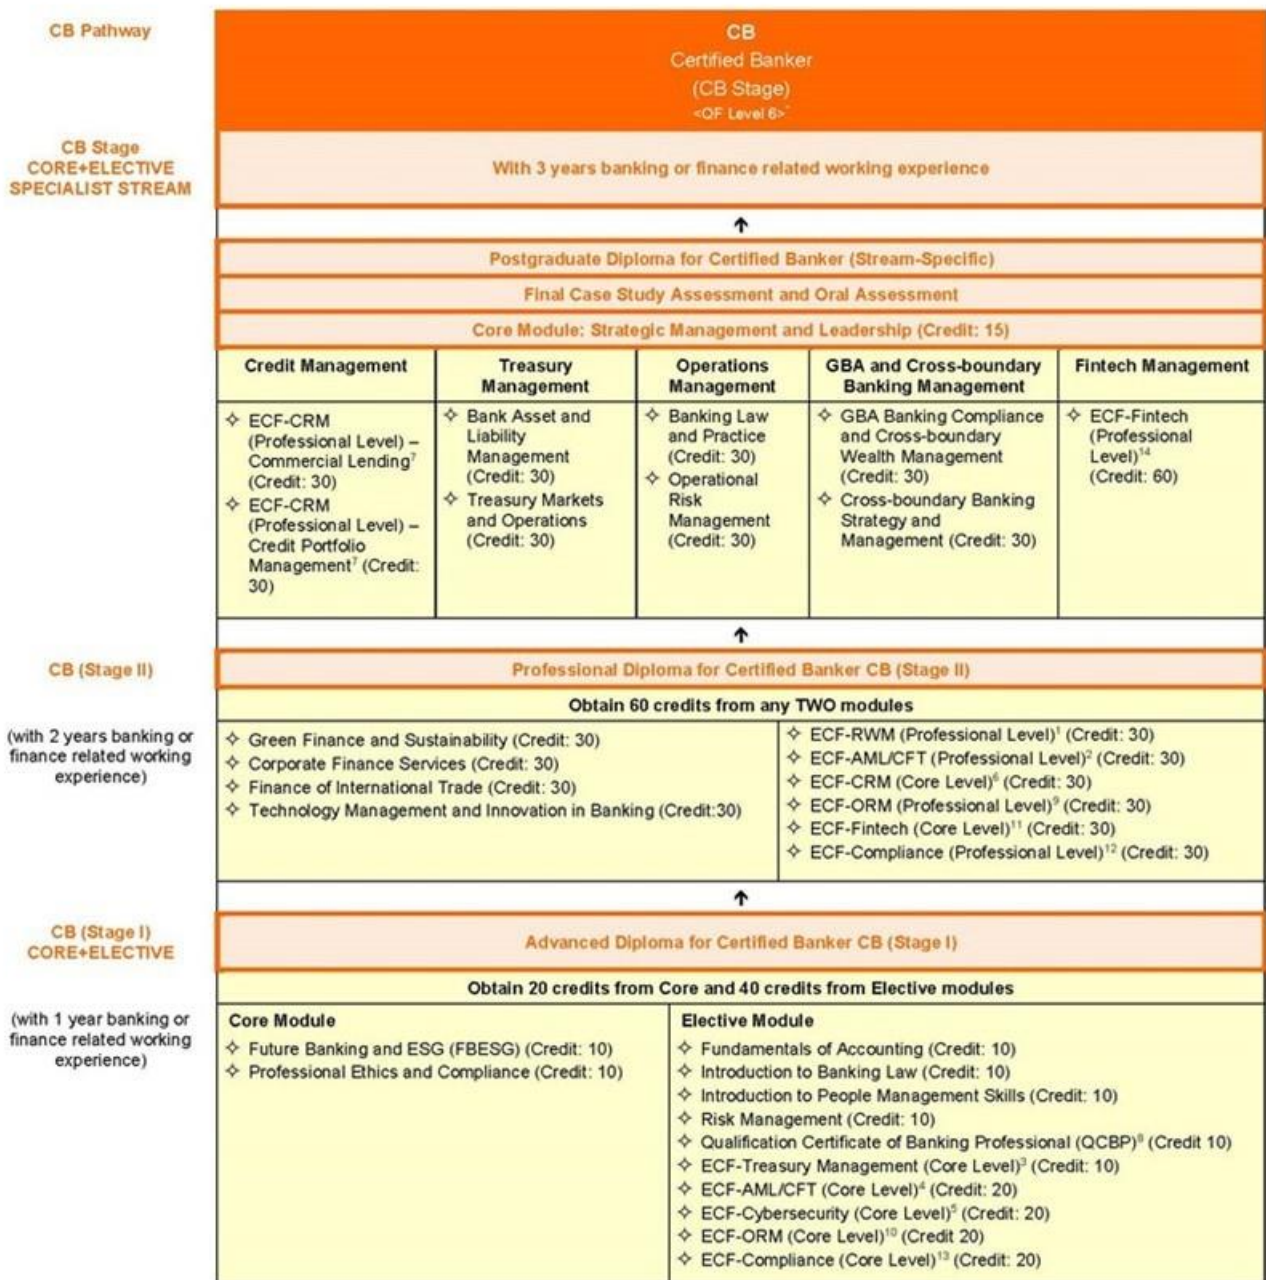 CB Pathway
CB
Certified Banker
(CB Stage)
<QF Level 6>*
CB Stage
CORE+ELECTIVE
SPECIALIST STREAM
With 3 years banking or finance related working experience
↑
Postgraduate Diploma for Certified Banker (Stream-Specific)
Final Case Study Assessment and Oral Assessment
Core Module: Strategic Management and Leadership (Credit: 15)
Credit Management
✧ ECF-CRM
(Professional Level) –
Commercial Lending⁷
(Credit: 30)
✧ ECF-CRM
(Professional Level) –
Credit Portfolio
Management⁷ (Credit:
30)
Treasury
Management
✧ Bank Asset and
Liability
Management
(Credit: 30)
✧ Treasury Markets
and Operations
(Credit: 30)
Operations
Management
✧ Banking Law
and Practice
(Credit: 30)
✧ Operational
Risk
Management
(Credit: 30)
GBA and Cross-boundary
Banking Management
✧ GBA Banking Compliance
and Cross-boundary
Wealth Management
(Credit: 30)
✧ Cross-boundary Banking
Strategy and
Management (Credit: 30)
Fintech Management
✧ ECF-Fintech
(Professional
Level)¹⁴
(Credit: 60)
↑
CB (Stage II)
(with 2 years banking or
finance related working
experience)
Professional Diploma for Certified Banker CB (Stage II)
Obtain 60 credits from any TWO modules
✧ Green Finance and Sustainability (Credit: 30)
✧ Corporate Finance Services (Credit: 30)
✧ Finance of International Trade (Credit: 30)
✧ Technology Management and Innovation in Banking (Credit:30)
✧ ECF-RWM (Professional Level)¹ (Credit: 30)
✧ ECF-AML/CFT (Professional Level)² (Credit: 30)
✧ ECF-CRM (Core Level)⁶ (Credit: 30)
✧ ECF-ORM (Professional Level)⁹ (Credit: 30)
✧ ECF-Fintech (Core Level)¹¹ (Credit: 30)
✧ ECF-Compliance (Professional Level)¹² (Credit: 30)
↑
CB (Stage I)
CORE+ELECTIVE
(with 1 year banking or
finance related working
experience)
Advanced Diploma for Certified Banker CB (Stage I)
Obtain 20 credits from Core and 40 credits from Elective modules
Core Module
✧ Future Banking and ESG (FBESG) (Credit: 10)
✧ Professional Ethics and Compliance (Credit: 10)
Elective Module
✧ Fundamentals of Accounting (Credit: 10)
✧ Introduction to Banking Law (Credit: 10)
✧ Introduction to People Management Skills (Credit: 10)
✧ Risk Management (Credit: 10)
✧ Qualification Certificate of Banking Professional (QCBP)⁸ (Credit 10)
✧ ECF-Treasury Management (Core Level)³ (Credit: 10)
✧ ECF-AML/CFT (Core Level)⁴ (Credit: 20)
✧ ECF-Cybersecurity (Core Level)⁵ (Credit: 20)
✧ ECF-ORM (Core Level)¹⁰ (Credit 20)
✧ ECF-Compliance (Core Level)¹³ (Credit: 20)